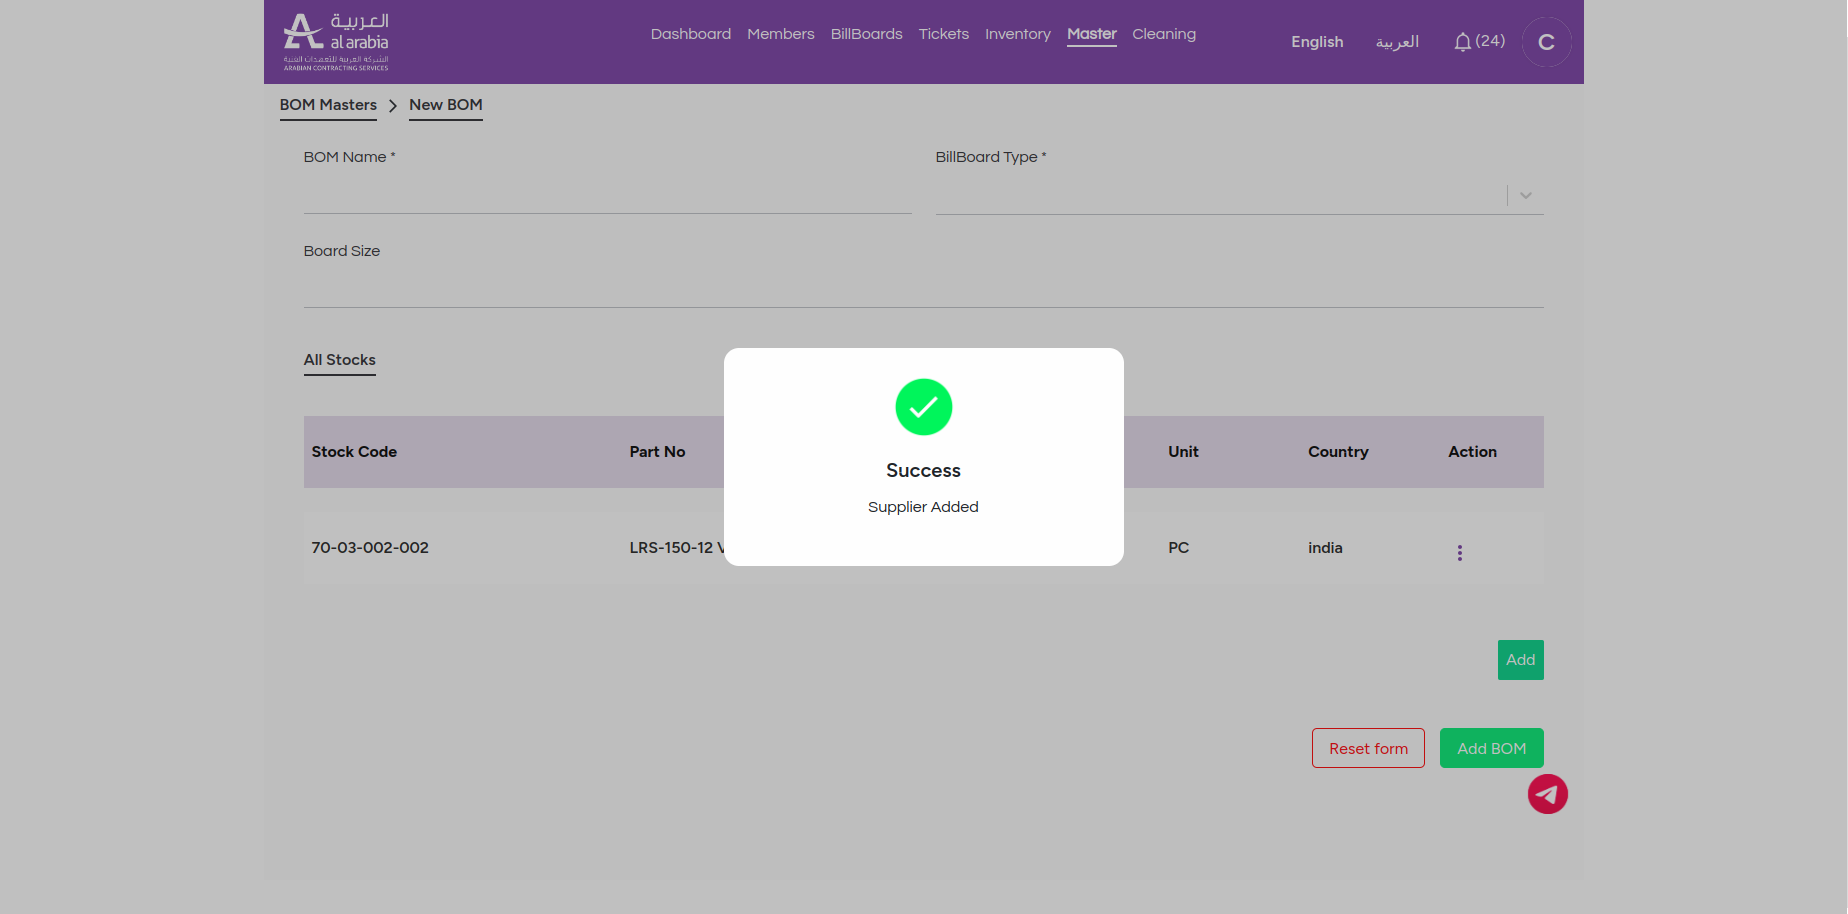 العربية
al arabia
الشركة العربية للتعهدات الفنية
ARABIAN CONTRACTING SERVICES
Dashboard Members BillBoards Tickets Inventory Master Cleaning
English العربية (24) C
BOM Masters > New BOM
BOM Name * BillBoard Type *
Board Size
All Stocks
Stock Code Part No Unit Country Action
70-03-002-002 LRS-150-12 V PC india
Success
Supplier Added
Add
Reset form Add BOM